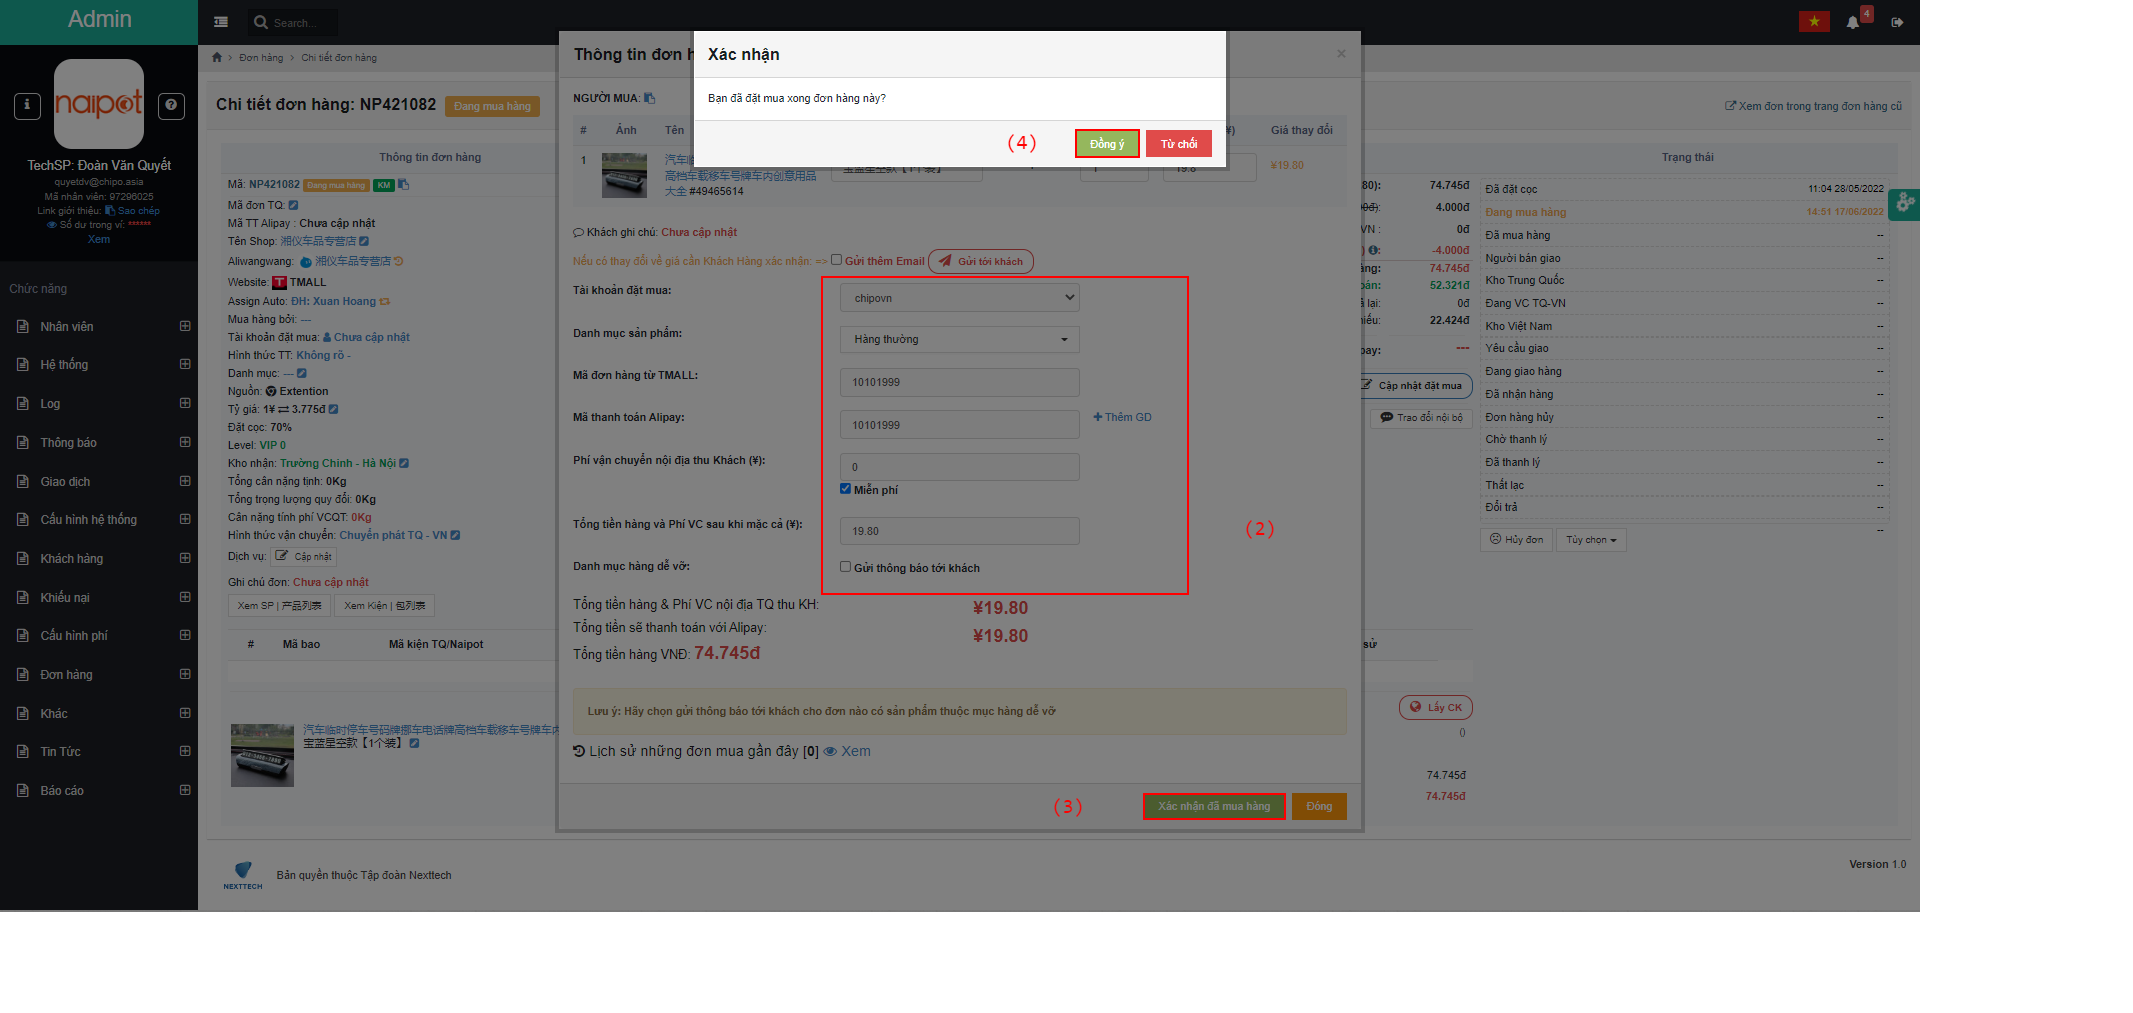 Admin
Search...
4
naipot
TechSP: Đoàn Văn Quyết
quyetdv@chipo.asia
Mã nhân viên: 97296025
Link giới thiệu: Sao chép
Số dư trong ví: ******
Xem
Chức năng
Nhân viên
Hệ thống
Log
Thông báo
Giao dịch
Cấu hình hệ thống
Khách hàng
Khiếu nại
Cấu hình phí
Đơn hàng
Khác
Tin Tức
Báo cáo
Đơn hàng > Chi tiết đơn hàng
Chi tiết đơn hàng: NP421082 Đang mua hàng
Xem đơn trong trang đơn hàng cũ
Thông tin đơn hàng
Mã: NP421082 Đang mua hàng KM
Mã đơn TQ:
Mã TT Alipay : Chưa cập nhật
Tên Shop: 湘仪车品专营店
Aliwangwang: 湘仪车品专营店
Website: TMALL
Assign Auto: ĐH: Xuan Hoang
Mua hàng bởi: ---
Tài khoản đặt mua: Chưa cập nhật
Hình thức TT: Không rõ -
Danh mục: ---
Nguồn: Extention
Tỷ giá: 1¥ ⇄ 3.775đ
Đặt cọc: 70%
Level: VIP 0
Kho nhận: Trường Chinh - Hà Nội
Tổng cân nặng tịnh: 0Kg
Tổng trọng lượng quy đổi: 0Kg
Cân nặng tính phí VCQT: 0Kg
Hình thức vận chuyển: Chuyển phát TQ - VN
Dịch vụ: Cập nhật
Ghi chú đơn: Chưa cập nhật
Xem SP | 产品列表 Xem Kiện | 包列表
# Mã bao Mã kiện TQ/Naipot
汽车临时停车号码牌挪车电话牌高档车载移车号牌车内
宝蓝星空款【1个装】
Thông tin đơn h
×
NGƯỜI MUA:
# Ảnh Tên Giá thay đổi
1 汽车临
高档车载移车号牌车内创意用品
大全 #49465614
¥19.80
Xác nhận
Bạn đã đặt mua xong đơn hàng này?
(4) Đồng ý Từ chối
Khách ghi chú: Chưa cập nhật
Nếu có thay đổi về giá cần Khách Hàng xác nhận: => Gửi thêm Email Gửi tới khách
Tài khoản đặt mua: chipovn
Danh mục sản phẩm: Hàng thường
Mã đơn hàng từ TMALL: 10101999
Mã thanh toán Alipay: 10101999 + Thêm GD
Phí vận chuyển nội địa thu Khách (¥): 0
Miễn phí
Tổng tiền hàng và Phí VC sau khi mặc cả (¥): 19.80
(2)
Danh mục hàng dễ vỡ: Gửi thông báo tới khách
Tổng tiền hàng & Phí VC nội địa TQ thu KH: ¥19.80
Tổng tiền sẽ thanh toán với Alipay: ¥19.80
Tổng tiền hàng VNĐ: 74.745đ
Lưu ý: Hãy chọn gửi thông báo tới khách cho đơn nào có sản phẩm thuộc mục hàng dễ vỡ
Lịch sử những đơn mua gần đây [0] Xem
(3) Xác nhận đã mua hàng Đóng
80): 74.745đ
00đ): 4.000đ
VN : 0đ
-4.000đ
àng: 74.745đ
oán: 52.321đ
ả lại: 0đ
hiếu: 22.424đ
pay: ---
Cập nhật đặt mua
Trao đổi nội bộ
sử
Lấy CK
0
74.745đ
74.745đ
Trạng thái
Đã đặt cọc 11:04 28/05/2022
Đang mua hàng 14:51 17/06/2022
Đã mua hàng --
Người bán giao --
Kho Trung Quốc --
Đang VC TQ-VN --
Kho Việt Nam --
Yêu cầu giao --
Đang giao hàng --
Đã nhận hàng --
Đơn hàng hủy --
Chờ thanh lý --
Đã thanh lý --
Thất lạc --
Đổi trả --
--
Hủy đơn Tùy chọn
NEXTTECH
Bản quyền thuộc Tập đoàn Nexttech
Version 1.0